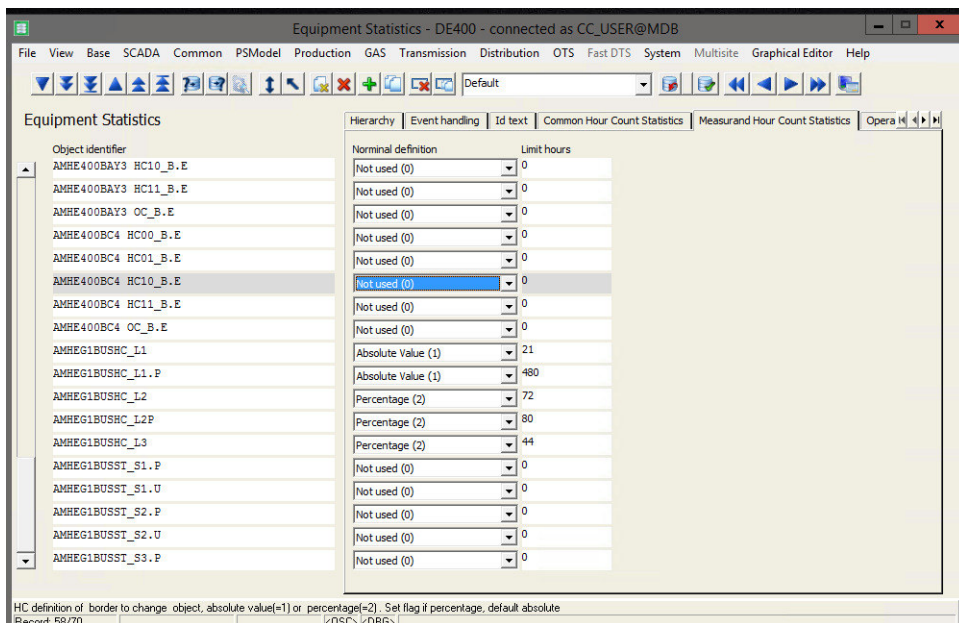 Equipment Statistics - DE400 - connected as CC_USER@MDB
File View Base SCADA Common PSModel Production GAS Transmission Distribution OTS Fast DTS System Multisite Graphical Editor Help
Default
Equipment Statistics
Hierarchy Event handling Id text Common Hour Count Statistics Measurand Hour Count Statistics Opera
Object identifier Norminal definition Limit hours
AMHE400BAY3 HC10_B.E Not used (0) 0
AMHE400BAY3 HC11_B.E Not used (0) 0
AMHE400BAY3 OC_B.E Not used (0) 0
AMHE400BC4 HC00_B.E Not used (0) 0
AMHE400BC4 HC01_B.E Not used (0) 0
AMHE400BC4 HC10_B.E Not used (0) 0
AMHE400BC4 HC11_B.E Not used (0) 0
AMHE400BC4 OC_B.E Not used (0) 0
AMHEG1BUSHC_L1 Absolute Value (1) 21
AMHEG1BUSHC_L1.P Absolute Value (1) 480
AMHEG1BUSHC_L2 Percentage (2) 72
AMHEG1BUSHC_L2P Percentage (2) 80
AMHEG1BUSHC_L3 Percentage (2) 44
AMHEG1BUSST_S1.P Not used (0) 0
AMHEG1BUSST_S1.U Not used (0) 0
AMHEG1BUSST_S2.P Not used (0) 0
AMHEG1BUSST_S2.U Not used (0) 0
AMHEG1BUSST_S3.P Not used (0) 0
HC definition of border to change object, absolute value(=1) or percentage(=2) . Set flag if percentage, default absolute
Record: 58/70 <OSC> <DBG>